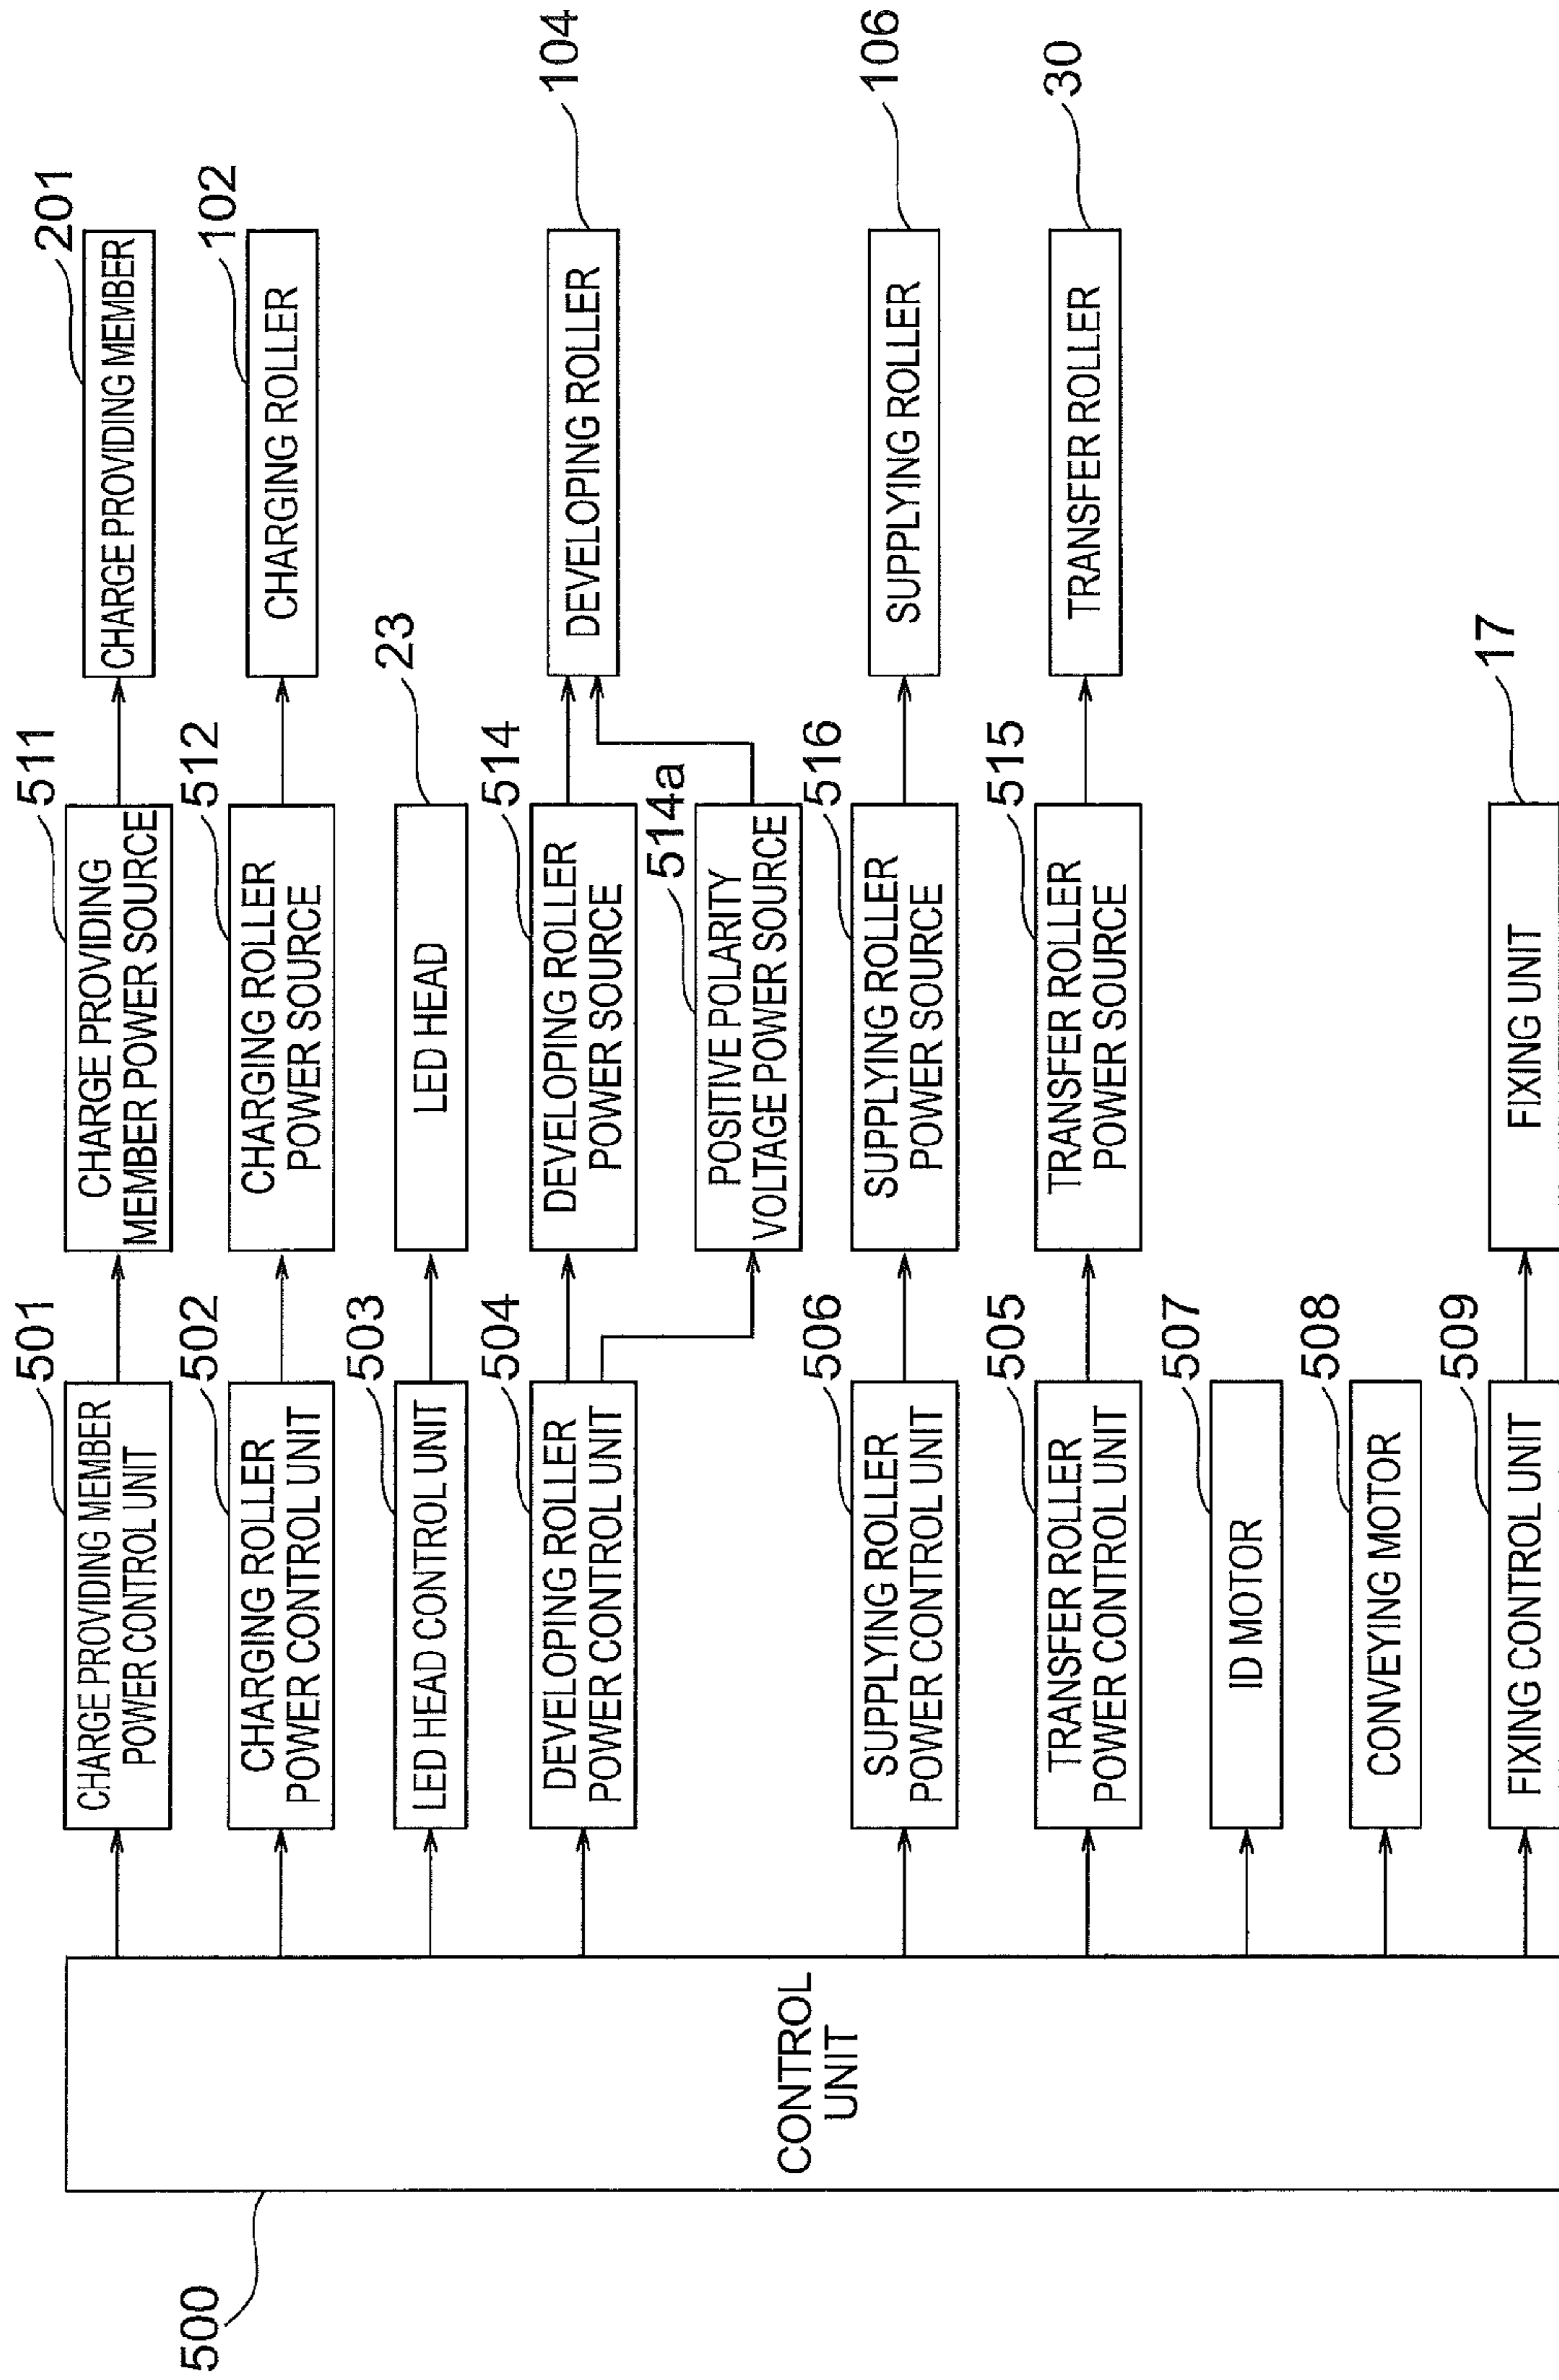 500
CONTROL
UNIT
501
CHARGE PROVIDING MEMBER
POWER CONTROL UNIT
511
CHARGE PROVIDING
MEMBER POWER SOURCE
201
CHARGE PROVIDING MEMBER
502
CHARGING ROLLER
POWER CONTROL UNIT
512
CHARGING ROLLER
POWER SOURCE
102
CHARGING ROLLER
503
LED HEAD CONTROL UNIT
23
LED HEAD
504
DEVELOPING ROLLER
POWER CONTROL UNIT
514
DEVELOPING ROLLER
POWER SOURCE
104
DEVELOPING ROLLER
514a
POSITIVE POLARITY
VOLTAGE POWER SOURCE
506
SUPPLYING ROLLER
POWER CONTROL UNIT
516
SUPPLYING ROLLER
POWER SOURCE
106
SUPPLYING ROLLER
505
TRANSFER ROLLER
POWER CONTROL UNIT
515
TRANSFER ROLLER
POWER SOURCE
30
TRANSFER ROLLER
507
ID MOTOR
508
CONVEYING MOTOR
509
FIXING CONTROL UNIT
17
FIXING UNIT